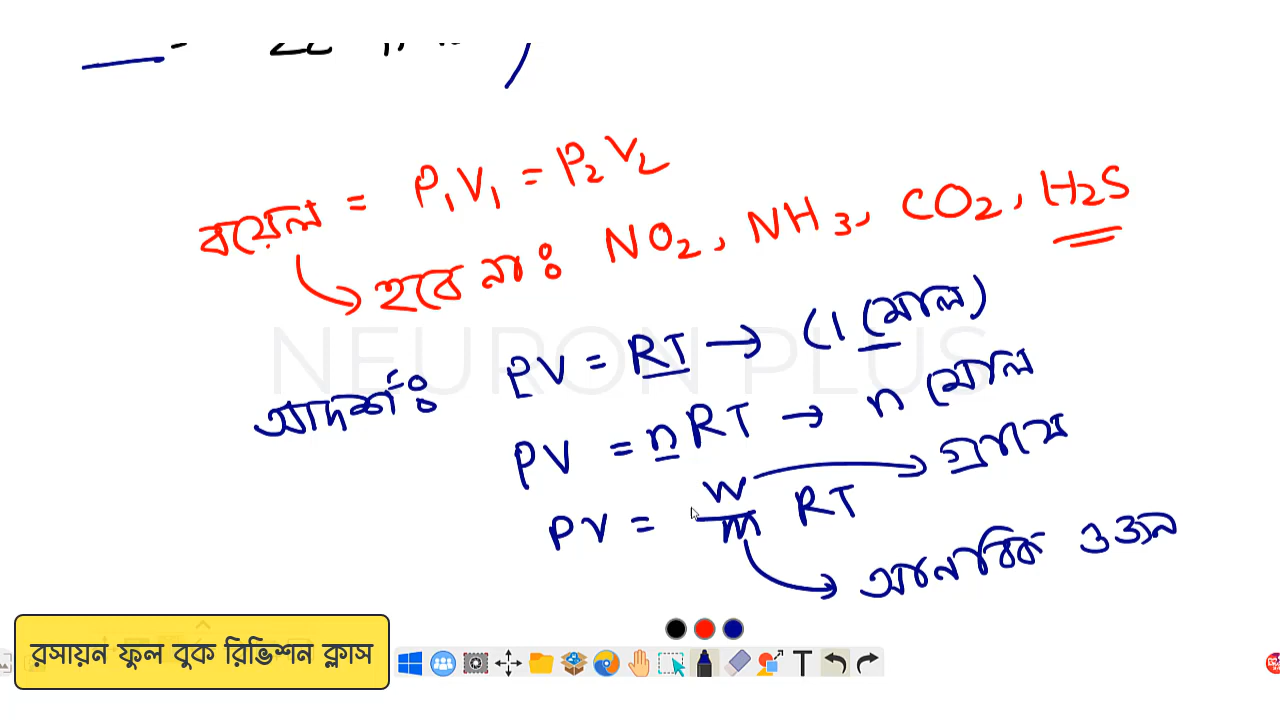 বয়েল = P₁V₁ = P₂V₂
হবে নাঃ NO₂, NH₃, CO₂, H₂S
NEURON PLUS
আদর্শঃ PV = RT → (1 মোল)
PV = nRT → n মোল
PV = w/m RT → গ্রামে
আনবিক ওজন
রসায়ন ফুল বুক রিভিশন ক্লাস